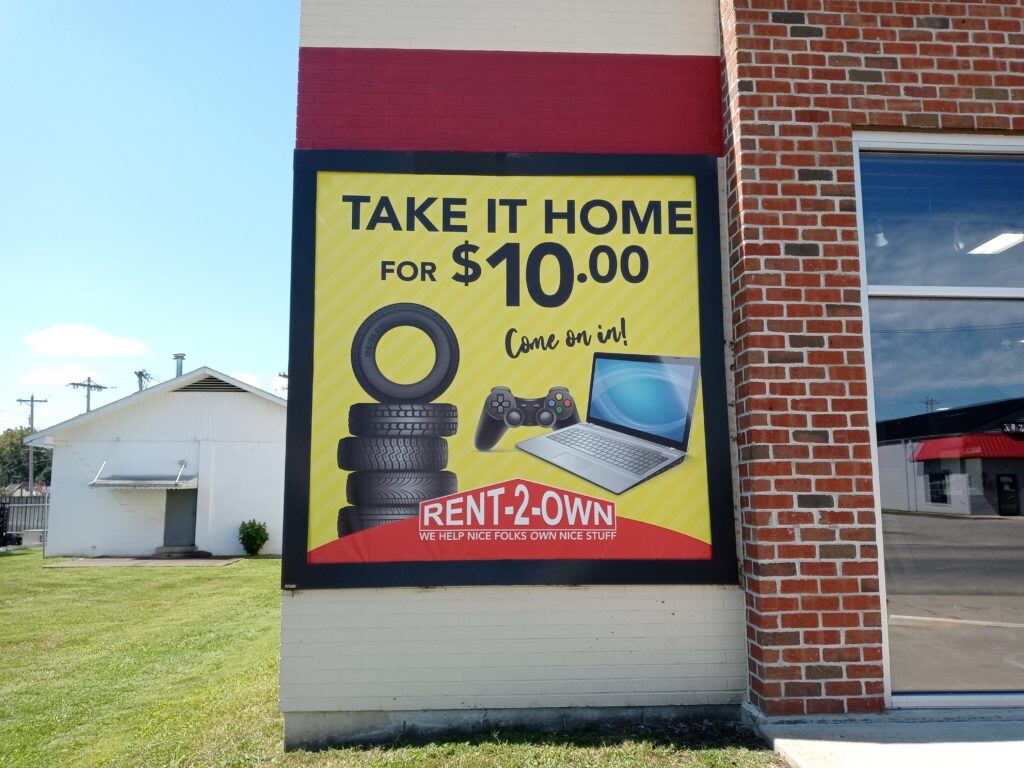 TAKE IT HOME
FOR $10.00
Come on in!
RENT-2-OWN
WE HELP NICE FOLKS OWN NICE STUFF